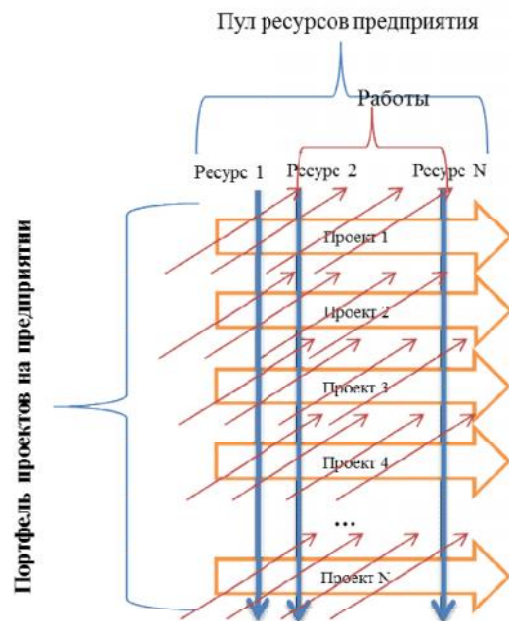 Пул ресурсов предприятия
Работы
Ресурс 1 Ресурс 2 Ресурс N
Портфель проектов на предприятии
Проект 1
Проект 2
Проект 3
Проект 4
...
Проект N